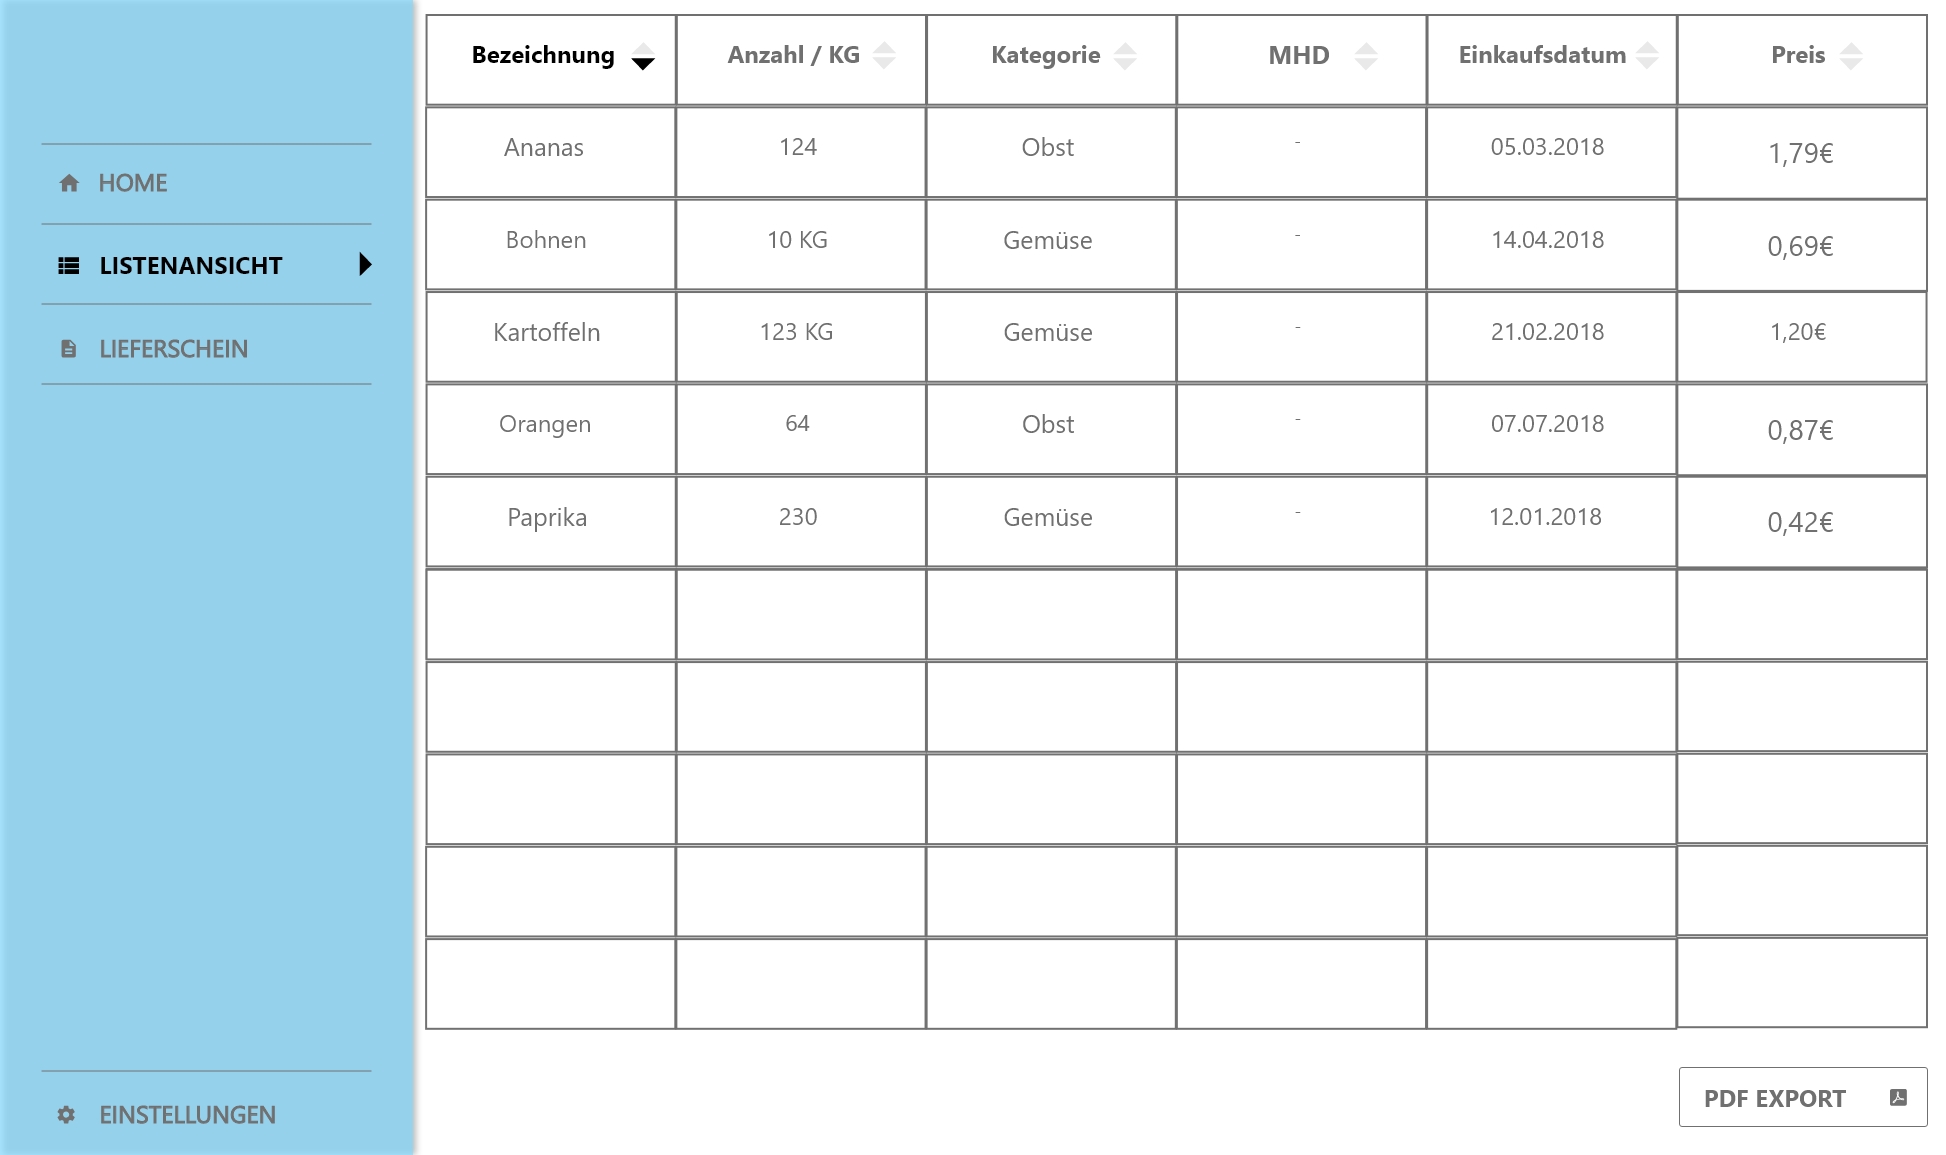 HOME
LISTENANSICHT
LIEFERSCHEIN
EINSTELLUNGEN
Bezeichnung Anzahl / KG Kategorie MHD Einkaufsdatum Preis
Ananas 124 Obst - 05.03.2018 1,79€
Bohnen 10 KG Gemüse - 14.04.2018 0,69€
Kartoffeln 123 KG Gemüse - 21.02.2018 1,20€
Orangen 64 Obst - 07.07.2018 0,87€
Paprika 230 Gemüse - 12.01.2018 0,42€
PDF EXPORT